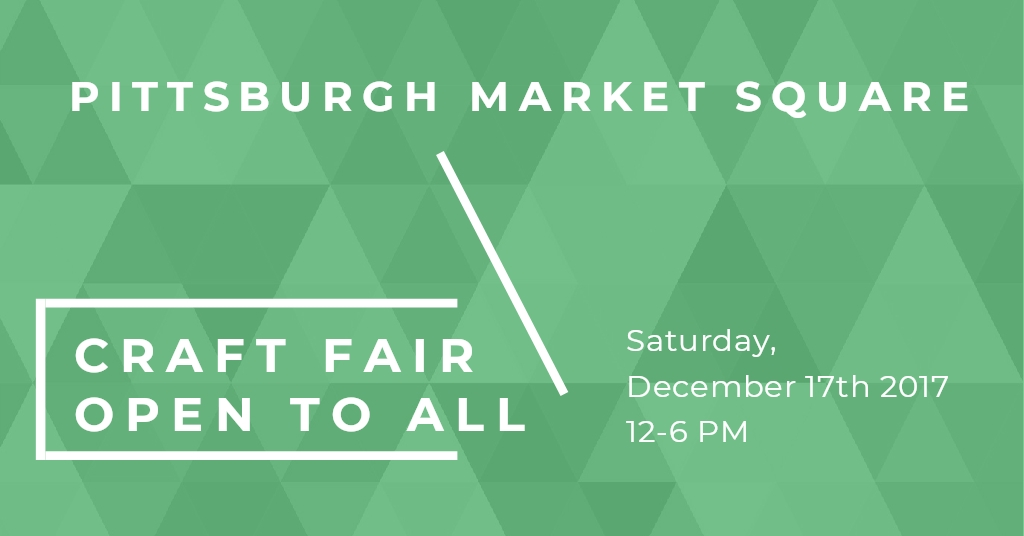 PITTSBURGH MARKET SQUARE
CRAFT FAIR
OPEN TO ALL
Saturday,
December 17th 2017
12-6 PM